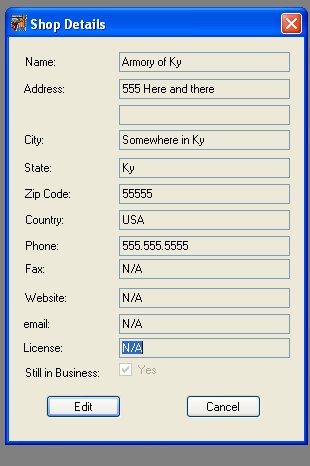 Shop Details
Name: Armory of Ky
Address: 555 Here and there
City: Somewhere in Ky
State: Ky
Zip Code: 55555
Country: USA
Phone: 555.555.5555
Fax: N/A
Website: N/A
email: N/A
License: N/A
Still in Business: Yes
Edit Cancel